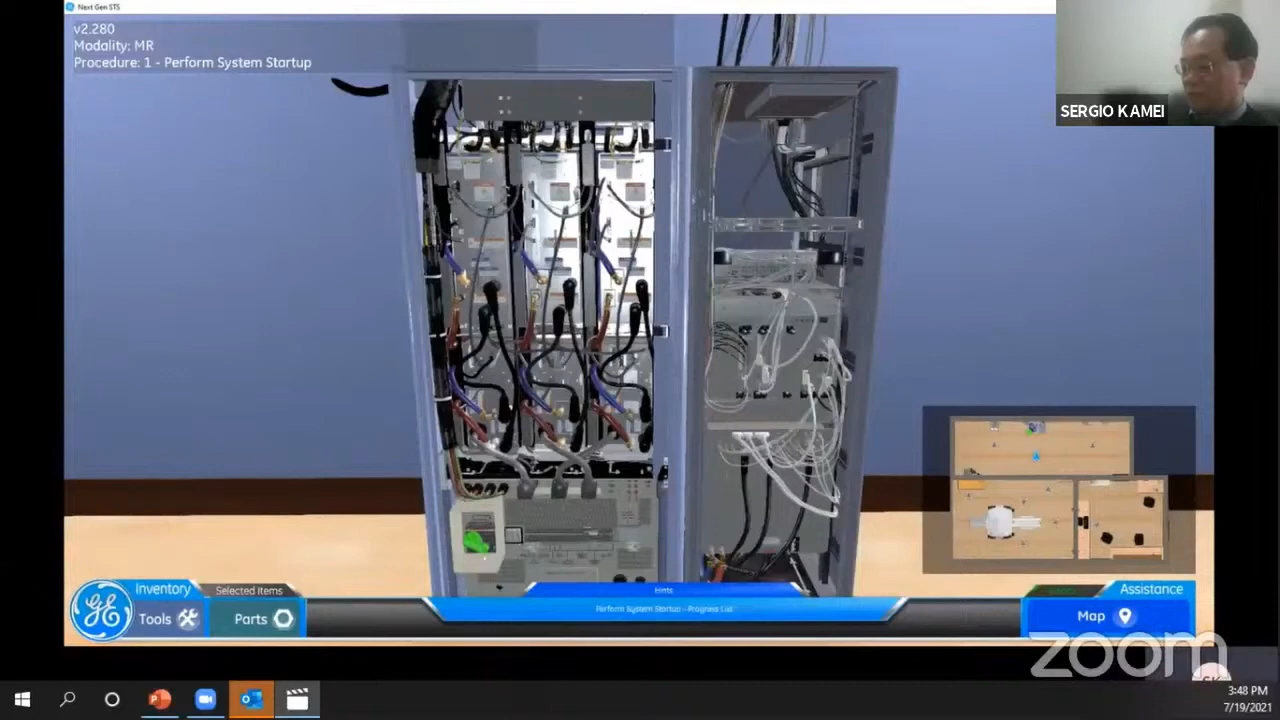 Next Gen STS
v2.280
Modality: MR
Procedure: 1 - Perform System Startup
SERGIO KAMEI
Hints
Perform System Startup - Progress List
Inventory
Selected Items
Tools
Parts
GE
Assistance
Map
zoom
3:48 PM
7/19/2021